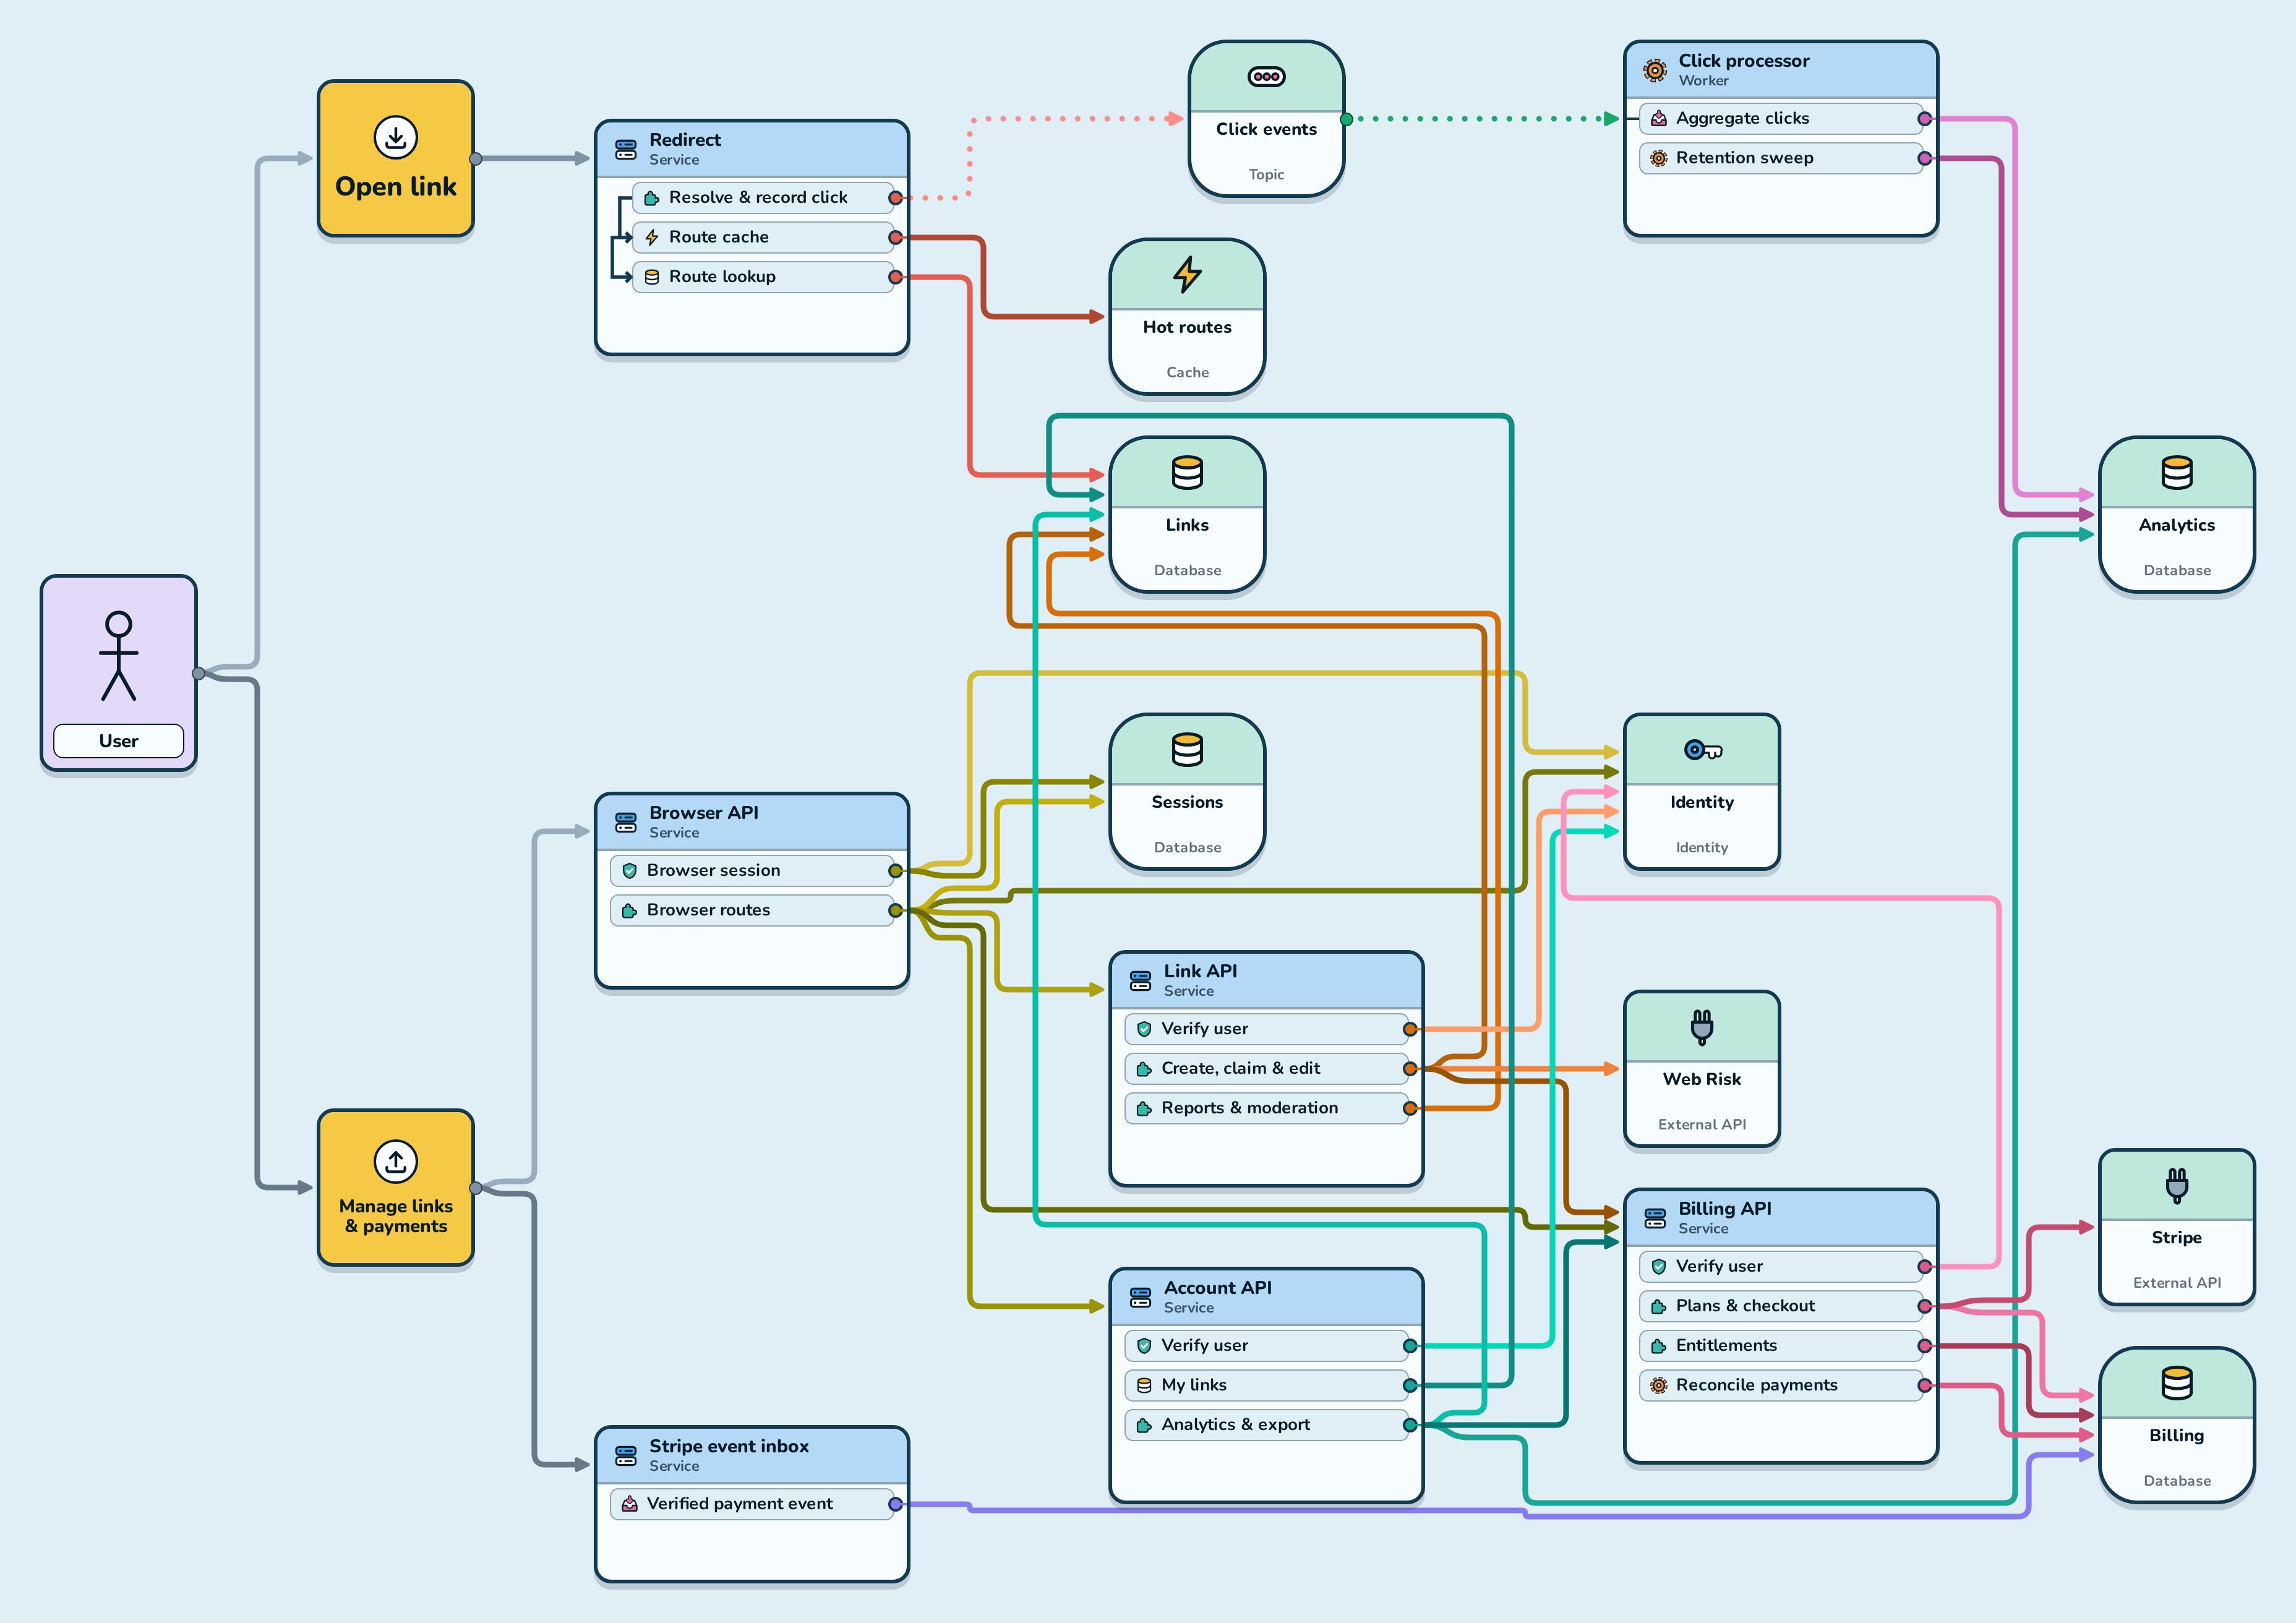 Open link
Redirect
Service
Resolve & record click
Route cache
Route lookup
Click events
Topic
Click processor
Worker
Aggregate clicks
Retention sweep
Hot routes
Cache
Links
Database
Analytics
Database
User
Browser API
Service
Browser session
Browser routes
Sessions
Database
Identity
Identity
Link API
Service
Verify user
Create, claim & edit
Reports & moderation
Web Risk
External API
Manage links
& payments
Billing API
Service
Verify user
Plans & checkout
Entitlements
Reconcile payments
Stripe
External API
Account API
Service
Verify user
My links
Analytics & export
Billing
Database
Stripe event inbox
Service
Verified payment event